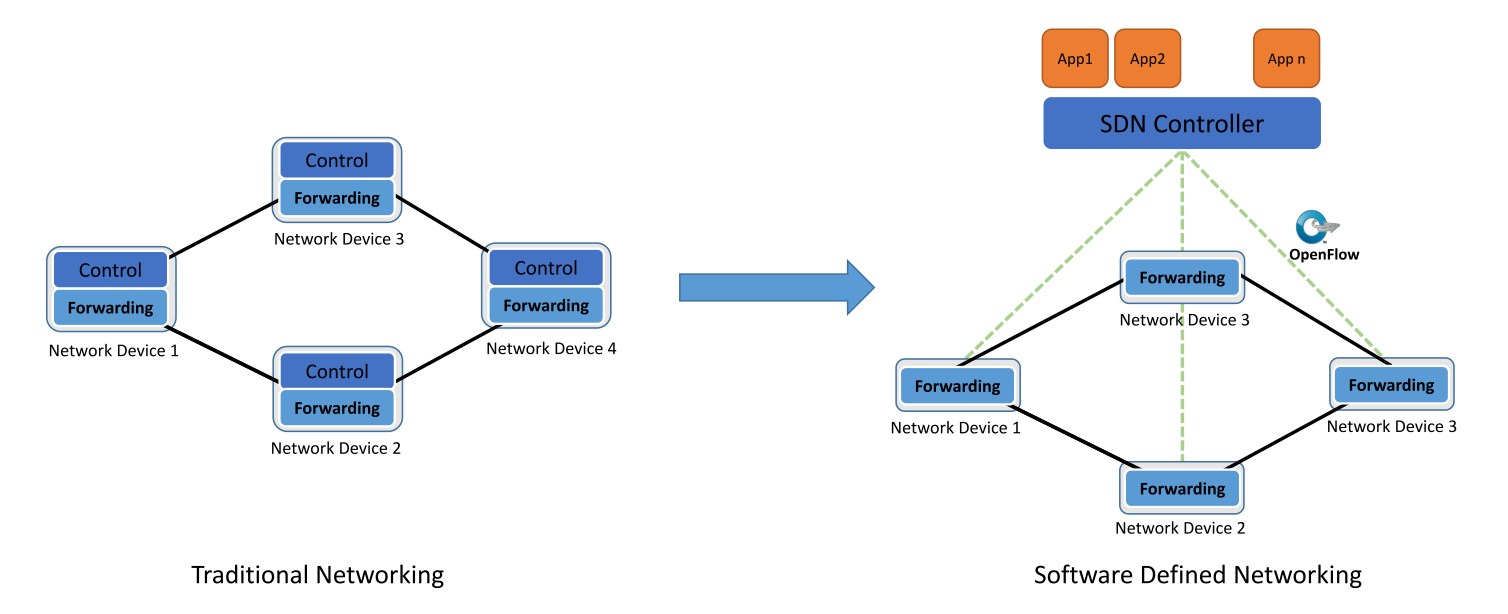 App1
App2
App n
SDN Controller
Control
Forwarding
Network Device 3
Control
Forwarding
Network Device 1
Control
Forwarding
Network Device 4
Control
Forwarding
Network Device 2
OpenFlow
Forwarding
Network Device 3
Forwarding
Network Device 1
Forwarding
Network Device 3
Forwarding
Network Device 2
Traditional Networking
Software Defined Networking